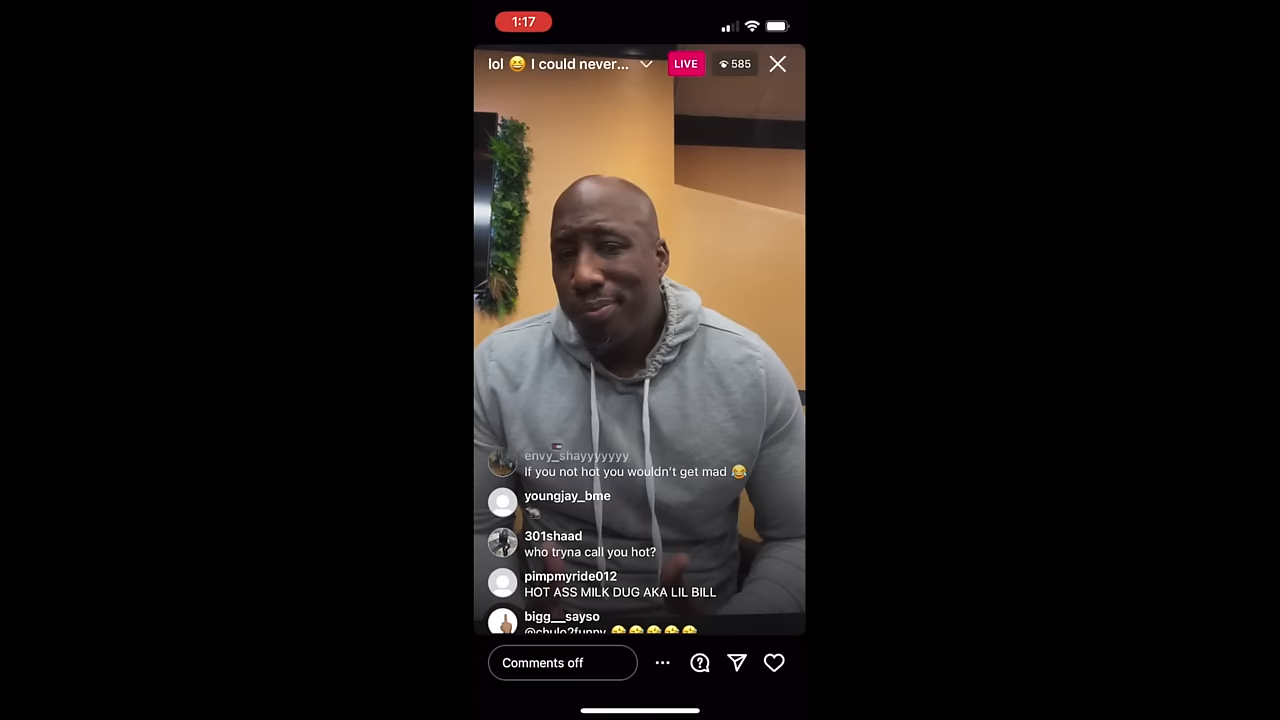 1:17
lol 😆 I could never...
LIVE
585
envy_shayyyyyyy
If you not hot you wouldn't get mad 😂
youngjay_bme
301shaad
who tryna call you hot?
pimpmyride012
HOT ASS MILK DUG AKA LIL BILL
bigg__sayso
@chulo2funny 🤣🤣🤣🤣🤣
Comments off